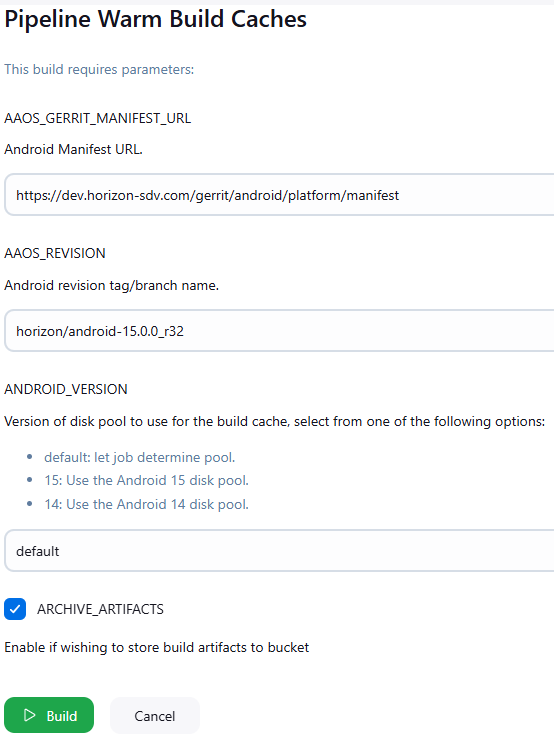 Pipeline Warm Build Caches
This build requires parameters:
AAOS_GERRIT_MANIFEST_URL
Android Manifest URL.
https://dev.horizon-sdv.com/gerrit/android/platform/manifest
AAOS_REVISION
Android revision tag/branch name.
horizon/android-15.0.0_r32
ANDROID_VERSION
Version of disk pool to use for the build cache, select from one of the following options:
default: let job determine pool.
15: Use the Android 15 disk pool.
14: Use the Android 14 disk pool.
default
ARCHIVE_ARTIFACTS
Enable if wishing to store build artifacts to bucket
Build Cancel